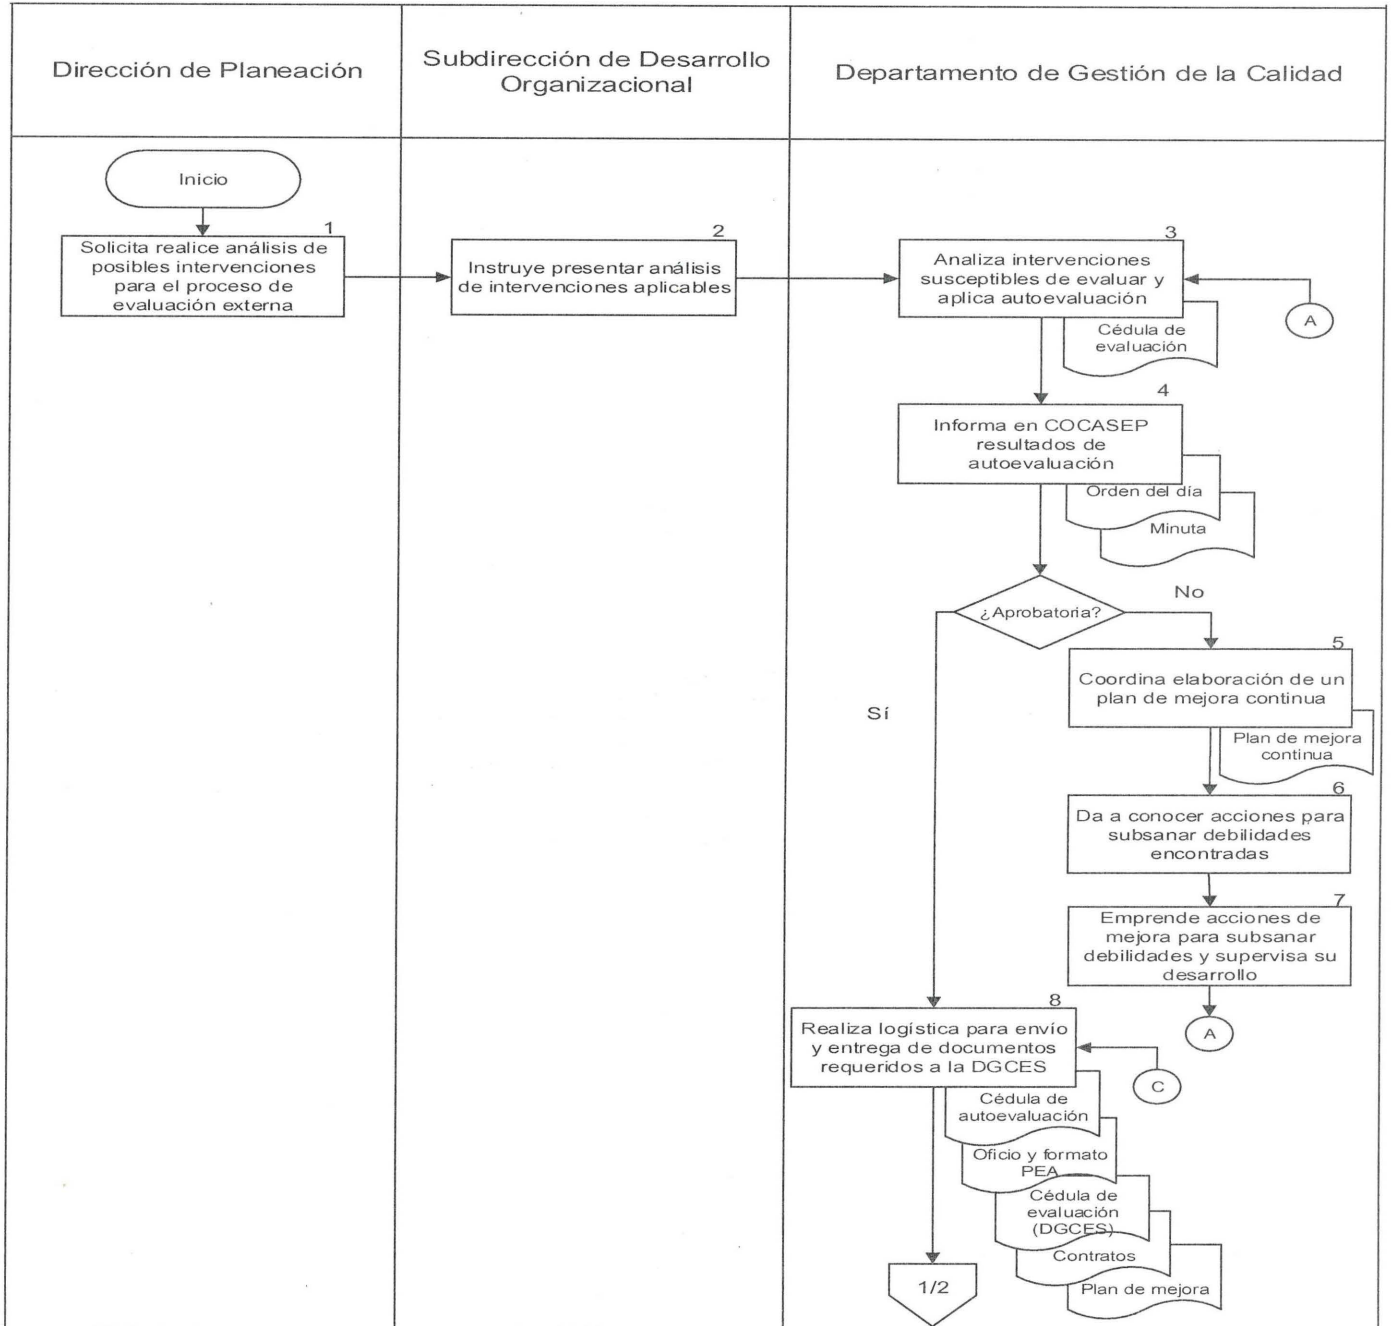 Dirección de Planeación
Subdirección de Desarrollo
Organizacional
Departamento de Gestión de la Calidad
Inicio
1
Solicita realice análisis de
posibles intervenciones
para el proceso de
evaluación externa
2
Instruye presentar análisis
de intervenciones aplicables
3
Analiza intervenciones
susceptibles de evaluar y
aplica autoevaluación
A
Cédula de
evaluación
4
Informa en COCASEP
resultados de
autoevaluación
Orden del día
Minuta
¿Aprobatoria?
No
Sí
5
Coordina elaboración de un
plan de mejora continua
Plan de mejora
continua
6
Da a conocer acciones para
subsanar debilidades
encontradas
7
Emprende acciones de
mejora para subsanar
debilidades y supervisa su
desarrollo
A
8
Realiza logística para envío
y entrega de documentos
requeridos a la DGCES
C
Cédula de
autoevaluación
Oficio y formato
PEA
Cédula de
evaluación
(DGCES)
Contratos
Plan de mejora
1/2